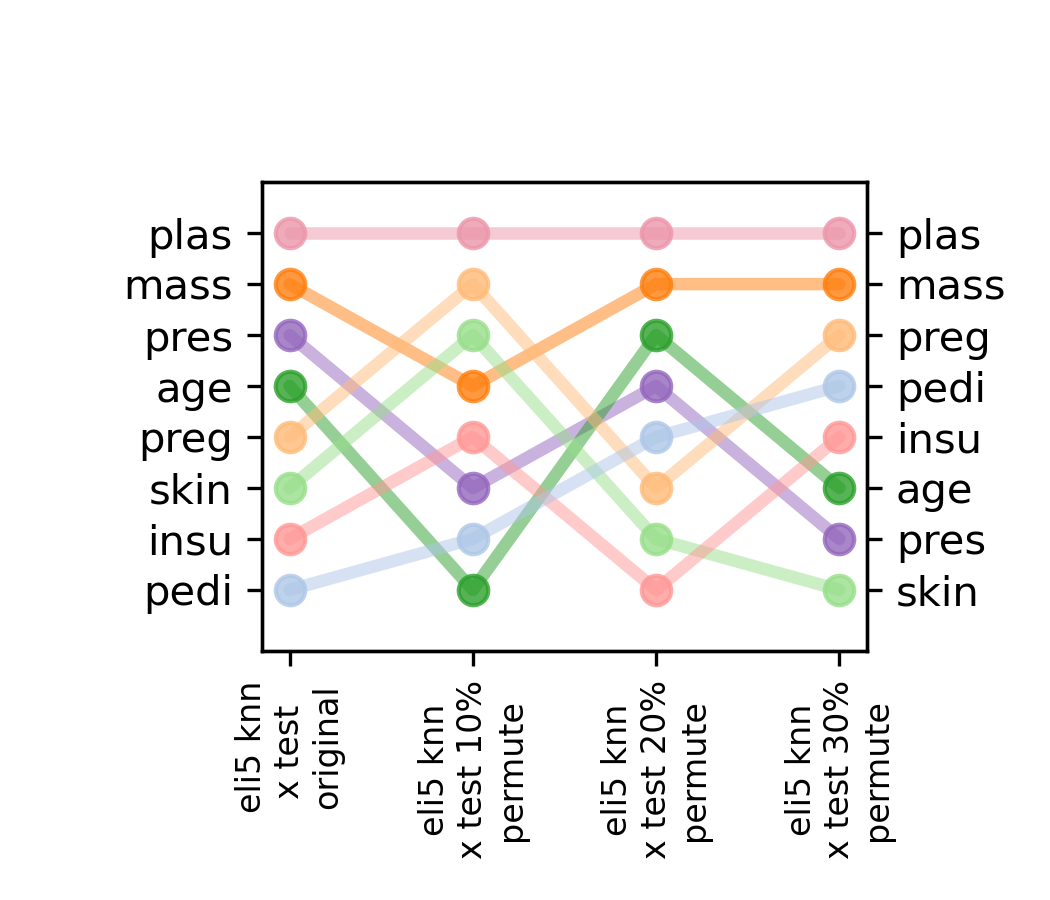 plas
mass
pres
age
preg
skin
insu
pedi
plas
mass
preg
pedi
insu
age
pres
skin
eli5 knn
x test
original
eli5 knn
x test 10%
permute
eli5 knn
x test 20%
permute
eli5 knn
x test 30%
permute